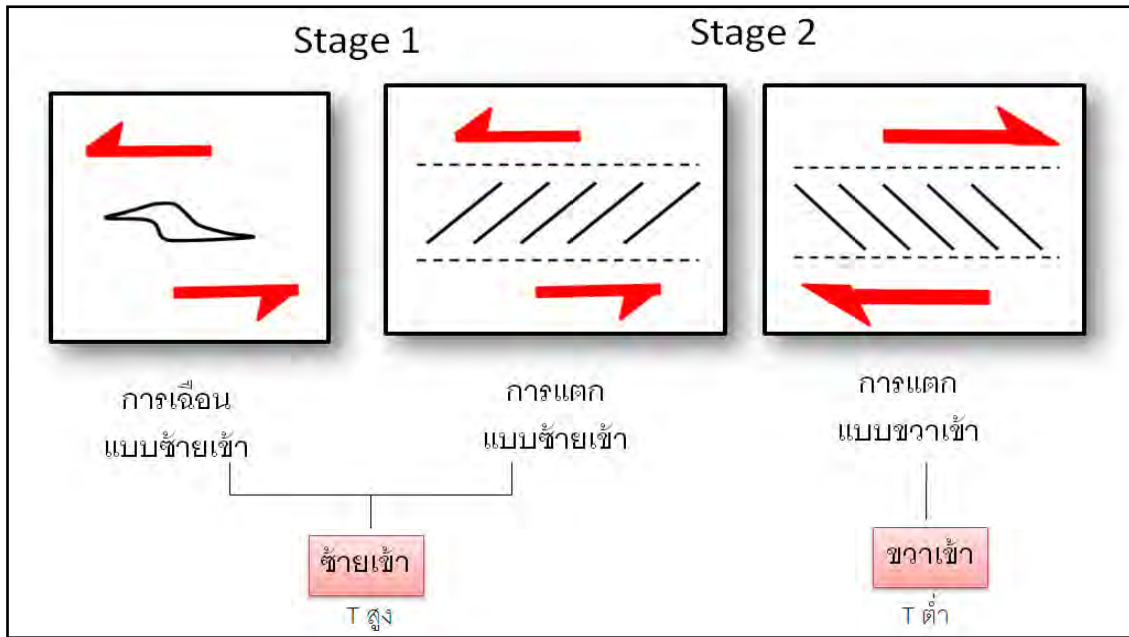 Stage 1
Stage 2
การเฉือน
แบบซ้ายเข้า
การแตก
แบบซ้ายเข้า
การแตก
แบบขวาเข้า
ซ้ายเข้า
ขวาเข้า
T สูง
T ต่ำ